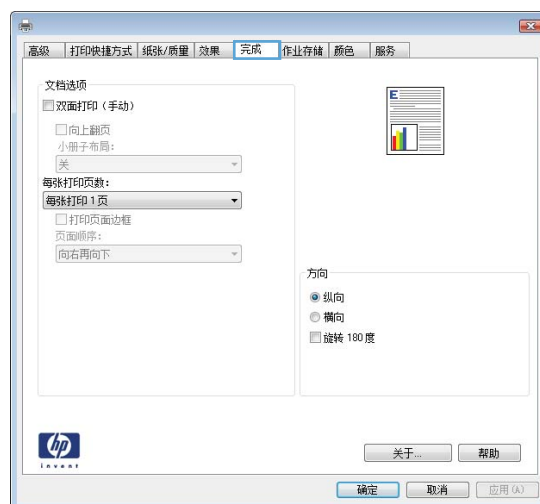 高级 打印快捷方式 纸张/质量 效果 完成 作业存储 颜色 服务
文档选项
双面打印（手动）
向上翻页
小册子布局：
关
每张打印页数：
每张打印 1 页
打印页面边框
页面顺序：
向右再向下
E
方向
纵向
横向
旋转 180 度
hp
invent
关于... 帮助
确定 取消 应用(A)